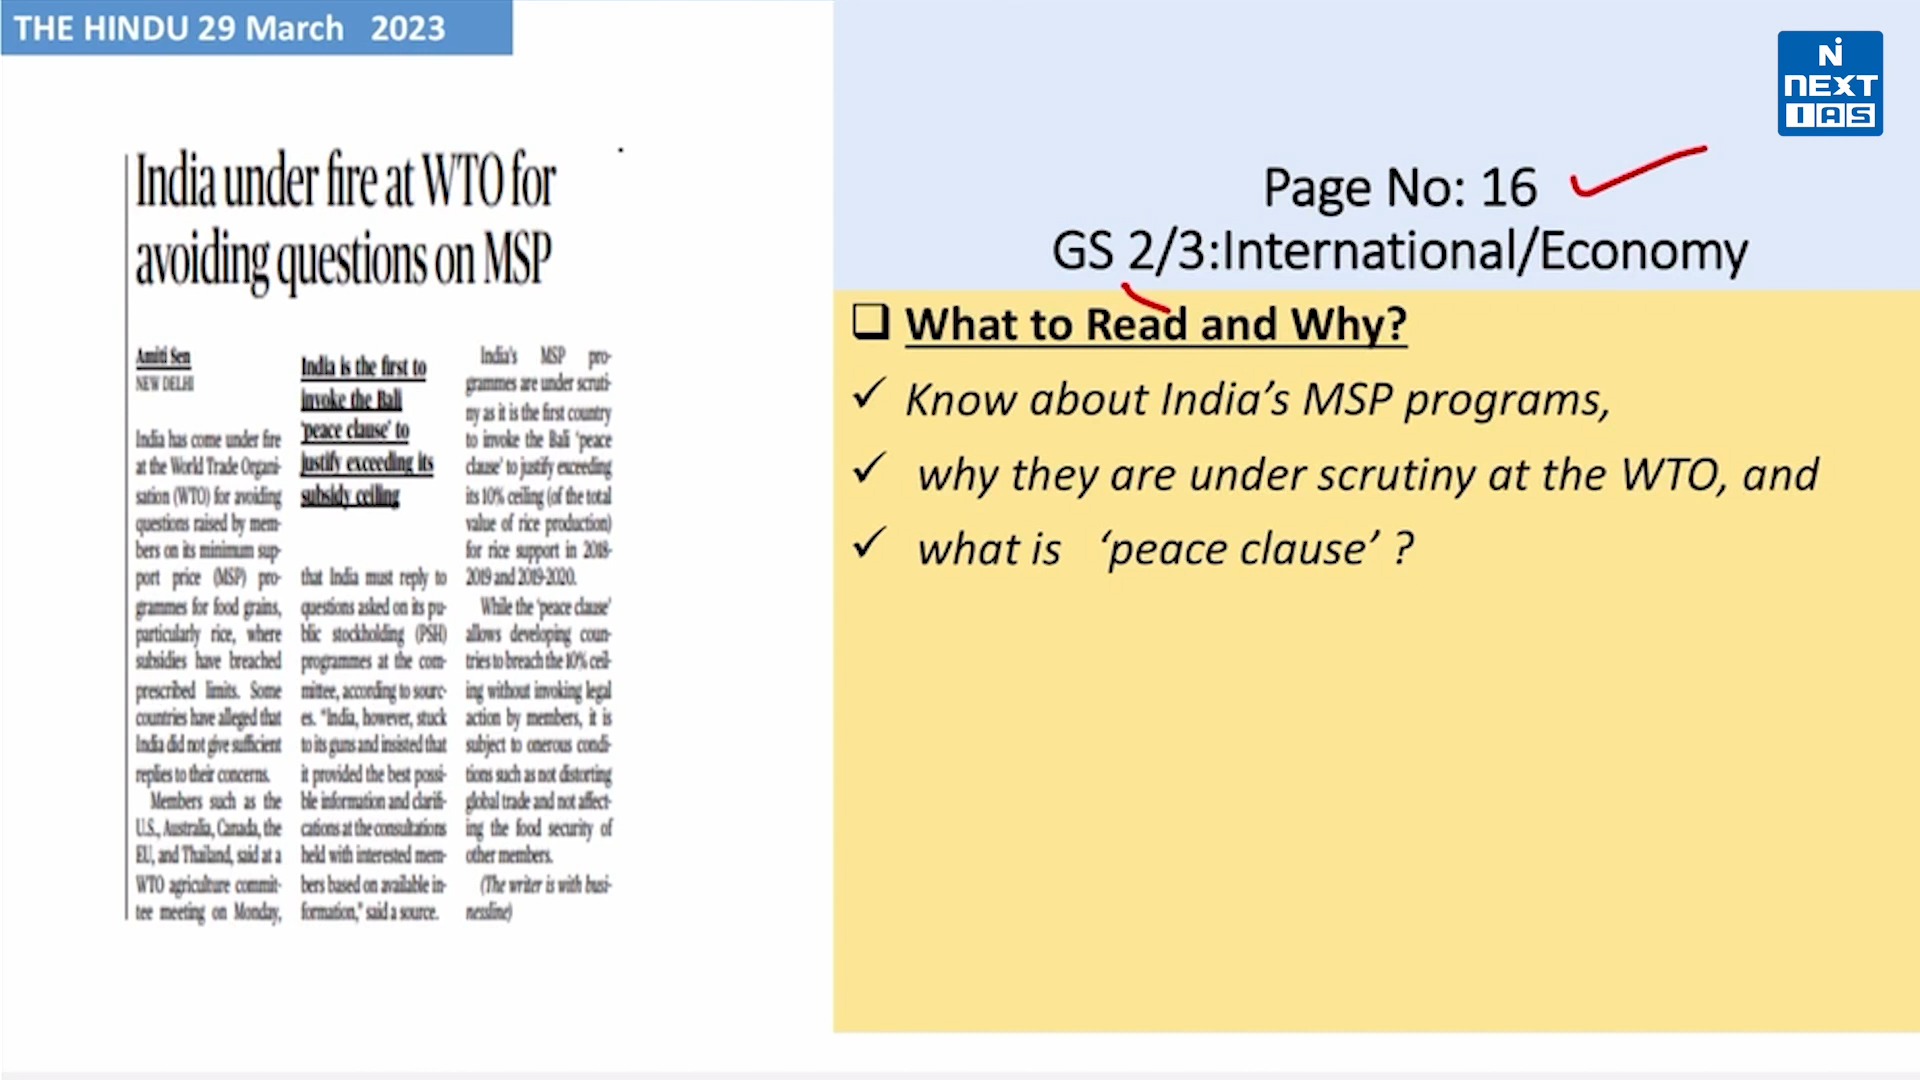 THE HINDU 29 March 2023
India under fire at WTO for
avoiding questions on MSP
Amiti Sen
NEW DELHI
India has come under fire
at the World Trade Organi-
sation (WTO) for avoiding
questions raised by mem-
bers on its minimum sup-
port price (MSP) pro-
grammes for food grains,
particularly rice, where
subsidies have breached
prescribed limits. Some
countries have alleged that
India did not give sufficient
replies to their concerns.
Members such as the
U.S., Australia, Canada, the
EU, and Thailand, said at a
WTO agriculture commit-
tee meeting on Monday,
India is the first to
invoke the Bali
'peace clause' to
justify exceeding its
subsidy ceiling
that India must reply to
questions asked on its pu-
blic stockholding (PSH)
programmes at the com-
mittee, according to sourc-
es. "India, however, stuck
to its guns and insisted that
it provided the best possi-
ble information and clarifi-
cations at the consultations
held with interested mem-
bers based on available in-
formation," said a source.
India's MSP pro-
grammes are under scruti-
ny as it is the first country
to invoke the Bali 'peace
clause' to justify exceeding
its 10% ceiling (of the total
value of rice production)
for rice support in 2018-
2019 and 2019-2020.
While the 'peace clause'
allows developing coun-
tries to breach the 10% ceil-
ing without invoking legal
action by members, it is
subject to onerous condi-
tions such as not distorting
global trade and not affect-
ing the food security of
other members.
(The writer is with busi-
nessline)
N
NEXT
IAS
Page No: 16
GS 2/3:International/Economy
What to Read and Why?
Know about India's MSP programs,
why they are under scrutiny at the WTO, and
what is 'peace clause' ?